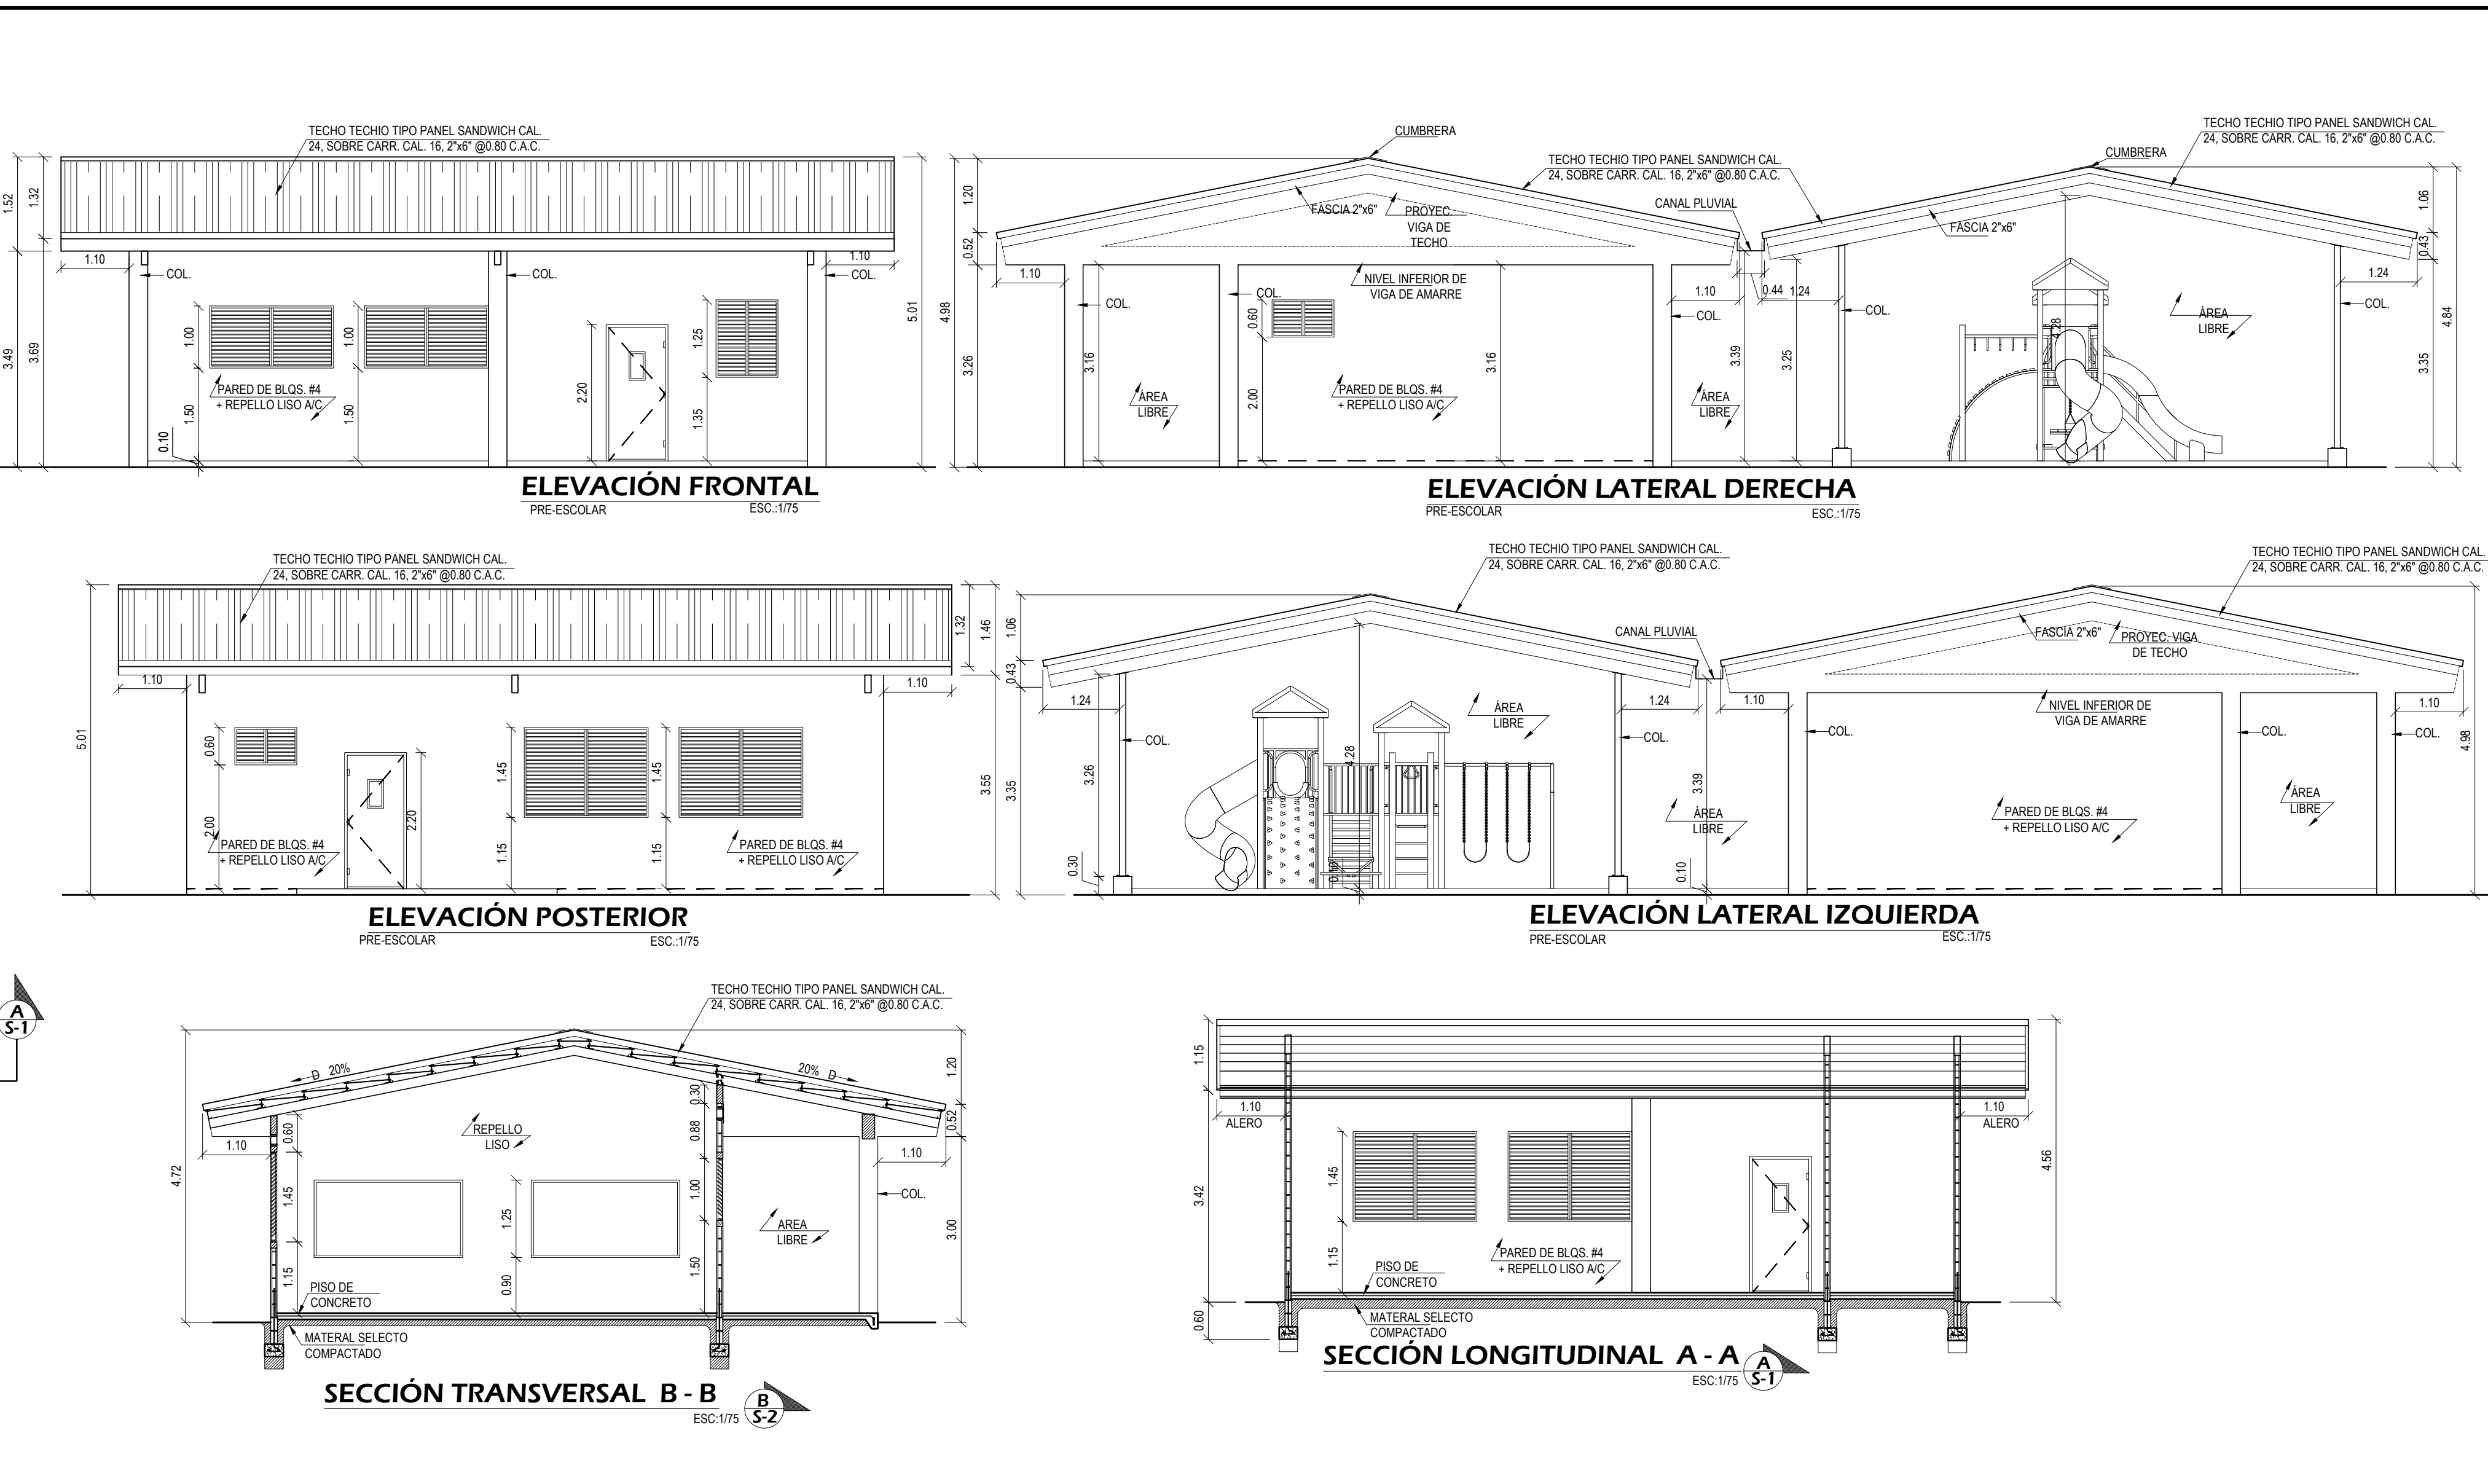 TECHO TECHIO TIPO PANEL SANDWICH CAL.
24, SOBRE CARR. CAL. 16, 2"x6" @0.80 C.A.C.
1.52
1.32
3.49
3.69
1.10
COL.
COL.
1.10
COL.
1.00
1.00
1.25
2.20
PARED DE BLQS. #4
+ REPELLO LISO A/C
1.50
1.50
1.35
0.10
5.01
ELEVACIÓN FRONTAL
PRE-ESCOLAR
ESC.:1/75
CUMBRERA
TECHO TECHIO TIPO PANEL SANDWICH CAL.
24, SOBRE CARR. CAL. 16, 2"x6" @0.80 C.A.C.
4.98
1.20
0.52
3.26
FASCIA 2"x6"
PROYEC.
VIGA DE
TECHO
CANAL PLUVIAL
1.10
COL.
COL.
NIVEL INFERIOR DE
VIGA DE AMARRE
0.60
2.00
3.16
3.16
ÁREA
LIBRE
PARED DE BLQS. #4
+ REPELLO LISO A/C
1.10
COL.
ÁREA
LIBRE
0.44
1.24
3.39
3.25
CUMBRERA
TECHO TECHIO TIPO PANEL SANDWICH CAL.
24, SOBRE CARR. CAL. 16, 2"x6" @0.80 C.A.C.
FASCIA 2"x6"
COL.
4.28
ÁREA
LIBRE
1.24
COL.
1.06
0.43
3.35
4.84
ELEVACIÓN LATERAL DERECHA
PRE-ESCOLAR
ESC.:1/75
TECHO TECHIO TIPO PANEL SANDWICH CAL.
24, SOBRE CARR. CAL. 16, 2"x6" @0.80 C.A.C.
5.01
1.10
1.10
1.32
1.46
3.55
0.60
2.00
2.20
1.45
1.15
1.45
1.15
PARED DE BLQS. #4
+ REPELLO LISO A/C
PARED DE BLQS. #4
+ REPELLO LISO A/C
ELEVACIÓN POSTERIOR
PRE-ESCOLAR
ESC.:1/75
TECHO TECHIO TIPO PANEL SANDWICH CAL.
24, SOBRE CARR. CAL. 16, 2"x6" @0.80 C.A.C.
1.06
0.43
3.35
1.24
3.26
0.30
COL.
4.28
0.10
ÁREA
LIBRE
1.24
COL.
CANAL PLUVIAL
1.10
3.39
0.10
ÁREA
LIBRE
COL.
TECHO TECHIO TIPO PANEL SANDWICH CAL.
24, SOBRE CARR. CAL. 16, 2"x6" @0.80 C.A.C.
FASCIA 2"x6"
PROYEC. VIGA
DE TECHO
NIVEL INFERIOR DE
VIGA DE AMARRE
COL.
1.10
COL.
4.98
PARED DE BLQS. #4
+ REPELLO LISO A/C
ÁREA
LIBRE
ELEVACIÓN LATERAL IZQUIERDA
PRE-ESCOLAR
ESC.:1/75
A
S-1
TECHO TECHIO TIPO PANEL SANDWICH CAL.
24, SOBRE CARR. CAL. 16, 2"x6" @0.80 C.A.C.
D 20%
20% D
4.72
1.10
0.60
1.45
1.15
REPELLO
LISO
1.25
0.90
0.30
0.88
1.00
1.50
AREA
LIBRE
1.10
COL.
1.20
0.52
3.00
PISO DE
CONCRETO
MATERAL SELECTO
COMPACTADO
SECCIÓN TRANSVERSAL B - B
ESC:1/75
B
S-2
1.15
3.42
0.60
1.10
ALERO
1.10
ALERO
4.56
1.45
1.15
PARED DE BLQS. #4
+ REPELLO LISO A/C
PISO DE
CONCRETO
MATERAL SELECTO
COMPACTADO
SECCIÓN LONGITUDINAL A - A
ESC:1/75
A
S-1